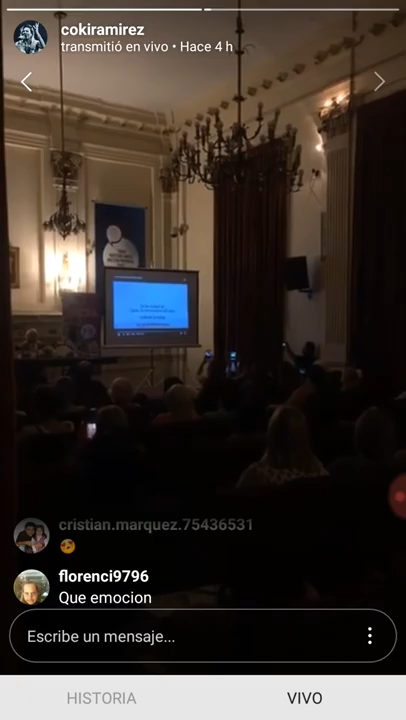 cokiramirez
transmitió en vivo • Hace 4 h
cristian.marquez.75436531
florenci9796
Que emocion
Escribe un mensaje...
HISTORIA
VIVO